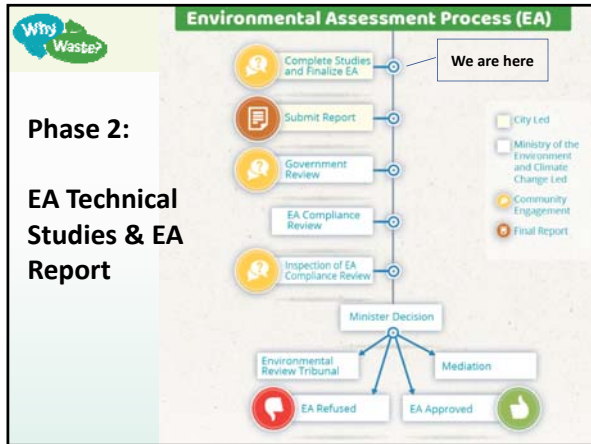 Why
Waste?
Environmental Assessment Process (EA)
Phase 2:
EA Technical
Studies & EA
Report
Complete Studies
and Finalize EA
We are here
Submit Report
Government
Review
EA Compliance
Review
Inspection of EA
Compliance Review
Minister Decision
Environmental
Review Tribunal
Mediation
EA Refused
EA Approved
City Led
Ministry of the
Environment
and Climate
Change Led
Community
Engagement
Final Report